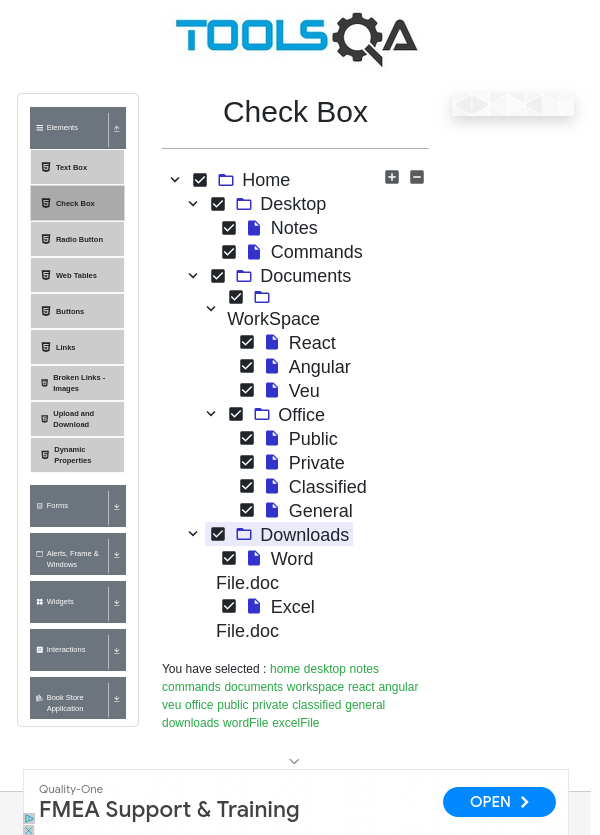 TOOLSQA
Elements
Text Box
Check Box
Radio Button
Web Tables
Buttons
Links
Broken Links -
Images
Upload and
Download
Dynamic
Properties
Forms
Alerts, Frame &
Windows
Widgets
Interactions
Book Store
Application
Check Box
Home
Desktop
Notes
Commands
Documents
WorkSpace
React
Angular
Veu
Office
Public
Private
Classified
General
Downloads
Word
File.doc
Excel
File.doc
You have selected : home desktop notes
commands documents workspace react angular
veu office public private classified general
downloads wordFile excelFile
Quality-One
FMEA Support & Training
OPEN